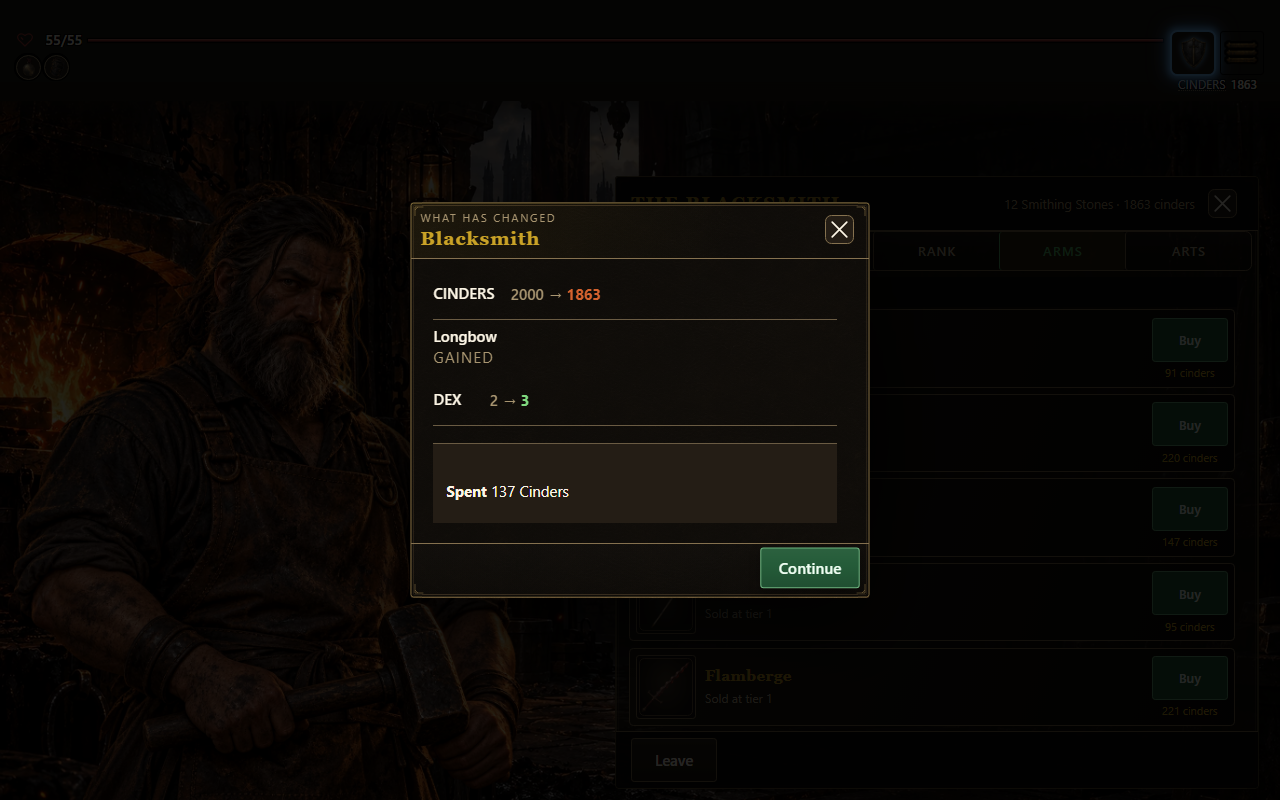 55/55
CINDERS 1863
THE BLACKSMITH
12 Smithing Stones · 1863 cinders
RANK
ARMS
ARTS
WHAT HAS CHANGED
Blacksmith
CINDERS 2000 → 1863
Longbow
GAINED
DEX 2 → 3
Spent 137 Cinders
Continue
Buy
91 cinders
Buy
220 cinders
Buy
147 cinders
Sold at tier 1
Buy
95 cinders
Flamberge
Sold at tier 1
Buy
221 cinders
Leave